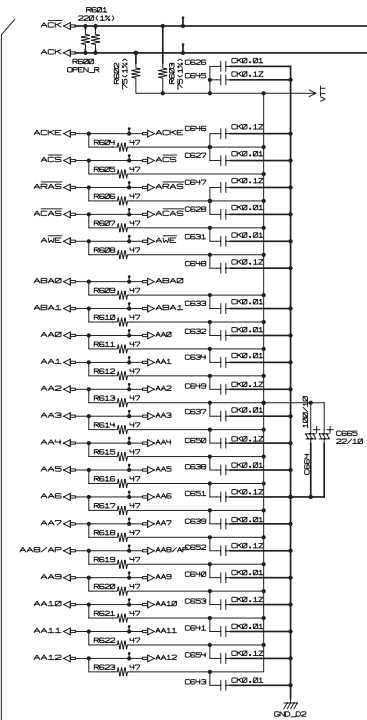 R601
220(1%)
ACK
ACK
R600
OPEN_R
R602
75(1%)
R603
75(1%)
C626 CK0.01
C645 CK0.1Z
VTT
ACKE ACKE C646 CK0.1Z
R604 47
ACS ACS C627 CK0.01
R605 47
ARAS ARAS C647 CK0.1Z
R606 47
ACAS ACAS C628 CK0.01
R607 47
AWE AWE C631 CK0.01
R608 47
C648 CK0.1Z
ABA0 ABA0
R609 47
ABA1 ABA1 C633 CK0.01
R610 47
AA0 AA0 C632 CK0.1Z
R611 47
AA1 AA1 C634 CK0.01
R612 47
AA2 AA2 C649 CK0.1Z
R613 47
AA3 AA3 C637 CK0.01
R614 47
100/10
C664
C665
22/10
AA4 AA4 C650 CK0.1Z
R615 47
AA5 AA5 C638 CK0.01
R616 47
AA6 AA6 C651 CK0.1Z
R617 47
AA7 AA7 C639 CK0.01
R618 47
AA8/AP AA8/AP C652 CK0.1Z
R619 47
AA9 AA9 C640 CK0.01
R620 47
AA10 AA10 C653 CK0.1Z
R621 47
AA11 AA11 C641 CK0.01
R622 47
AA12 AA12 C654 CK0.1Z
R623 47
C643 CK0.01
GND_D2